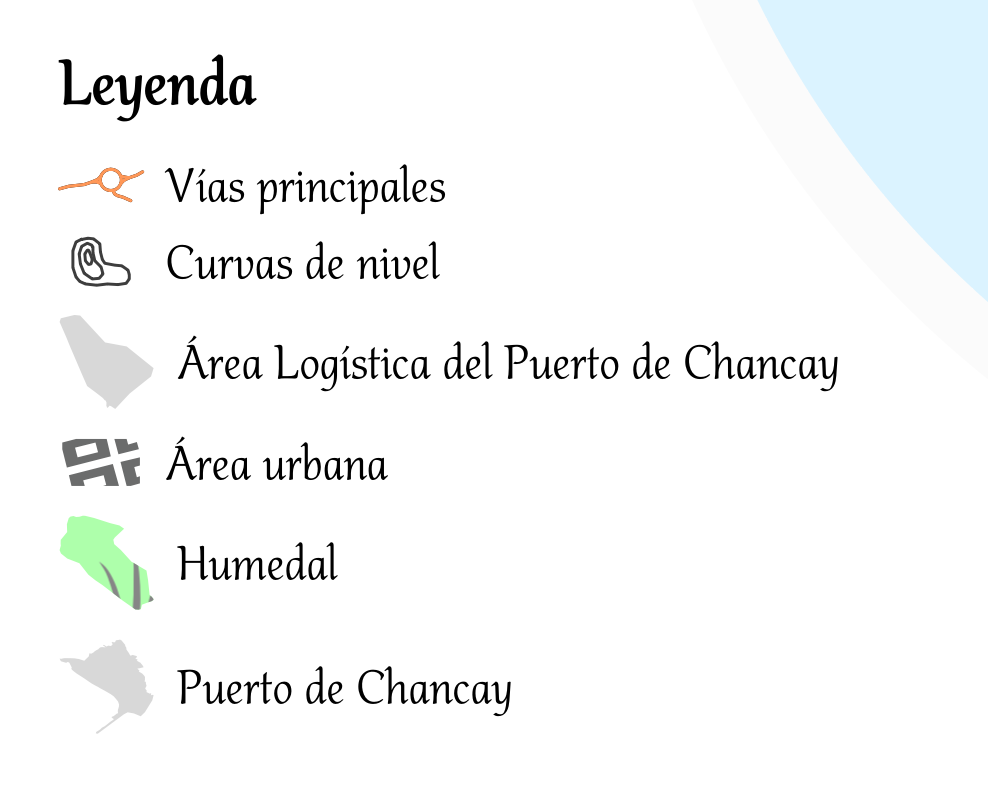 Leyenda
Vías principales
Curvas de nivel
Área Logística del Puerto de Chancay
Área urbana
Humedal
Puerto de Chancay